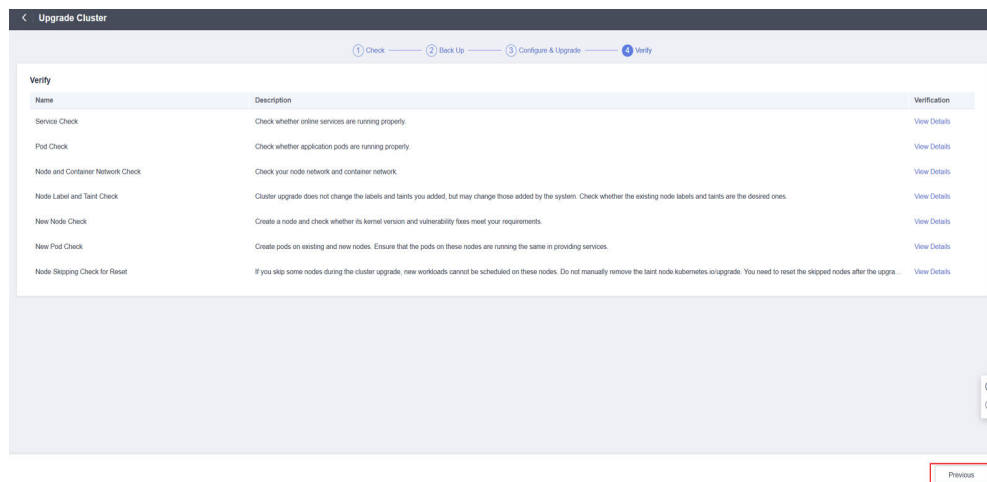 Upgrade Cluster
1 Check 2 Back Up 3 Configure & Upgrade 4 Verify
Verify
Name Description Verification
Service Check Check whether online services are running properly. View Details
Pod Check Check whether application pods are running properly. View Details
Node and Container Network Check Check your node network and container network. View Details
Node Label and Taint Check Cluster upgrade does not change the labels and taints you added, but may change those added by the system. Check whether the existing node labels and taints are the desired ones. View Details
New Node Check Create a node and check whether its kernel version and vulnerability fixes meet your requirements. View Details
New Pod Check Create pods on existing and new nodes. Ensure that the pods on these nodes are running the same in providing services. View Details
Node Skipping Check for Reset If you skip some nodes during the cluster upgrade, new workloads cannot be scheduled on these nodes. Do not manually remove the taint node.kubernetes.io/upgrade. You need to reset the skipped nodes after the upgra... View Details
Previous